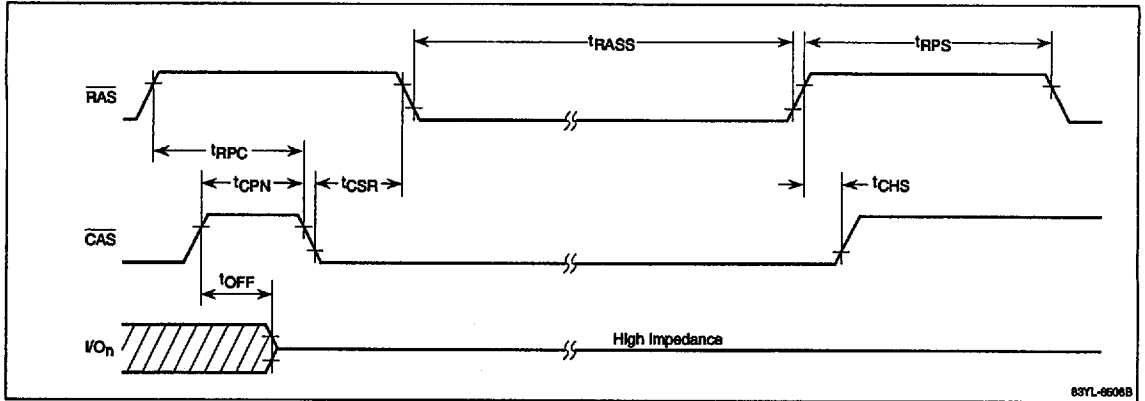 tRASS
tRPS
RAS
tRPC
tCPN
tCSR
tCHS
CAS
tOFF
I/On
High Impedance
83YL-6506B